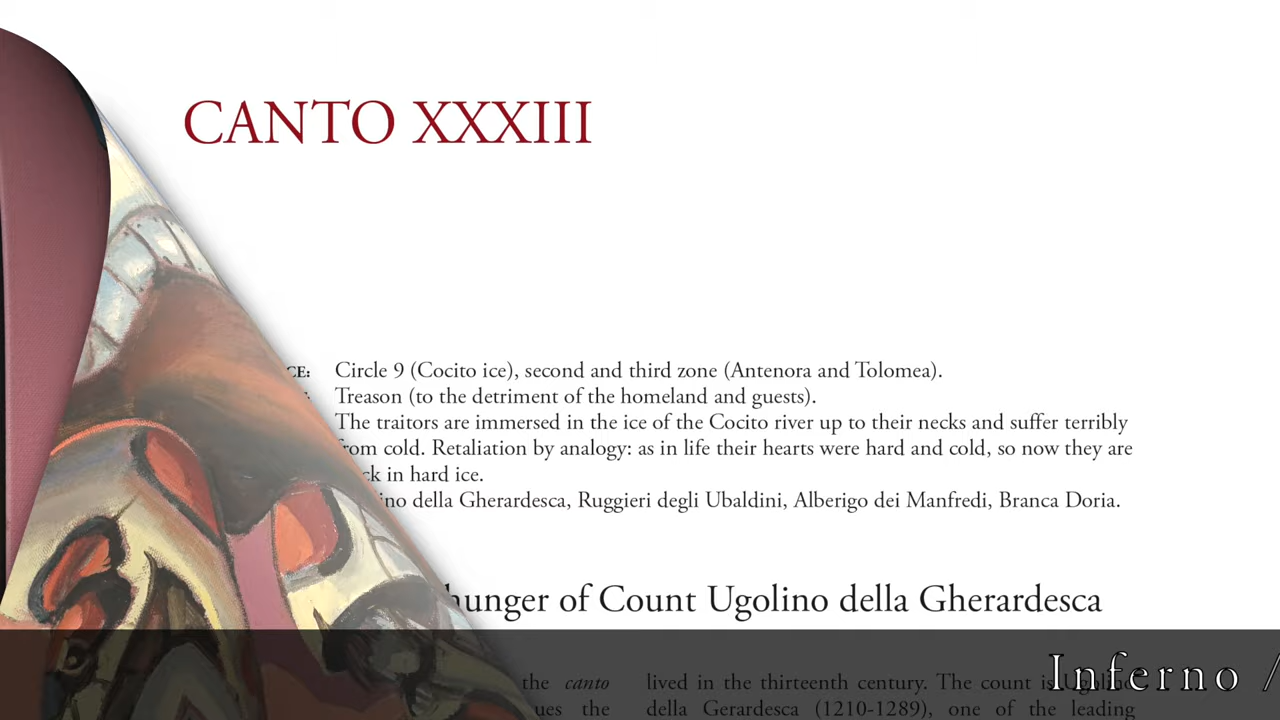 CANTO XXXIII
CE: Circle 9 (Cocito ice), second and third zone (Antenora and Tolomea).
Treason (to the detriment of the homeland and guests).
The traitors are immersed in the ice of the Cocito river up to their necks and suffer terribly
from cold. Retaliation by analogy: as in life their hearts were hard and cold, so now they are
ck in hard ice.
ino della Gherardesca, Ruggieri degli Ubaldini, Alberigo dei Manfredi, Branca Doria.
hunger of Count Ugolino della Gherardesca
Inferno /
the canto
ues the
lived in the thirteenth century. The count is Ugolino
della Gerardesca (1210-1289), one of the leading